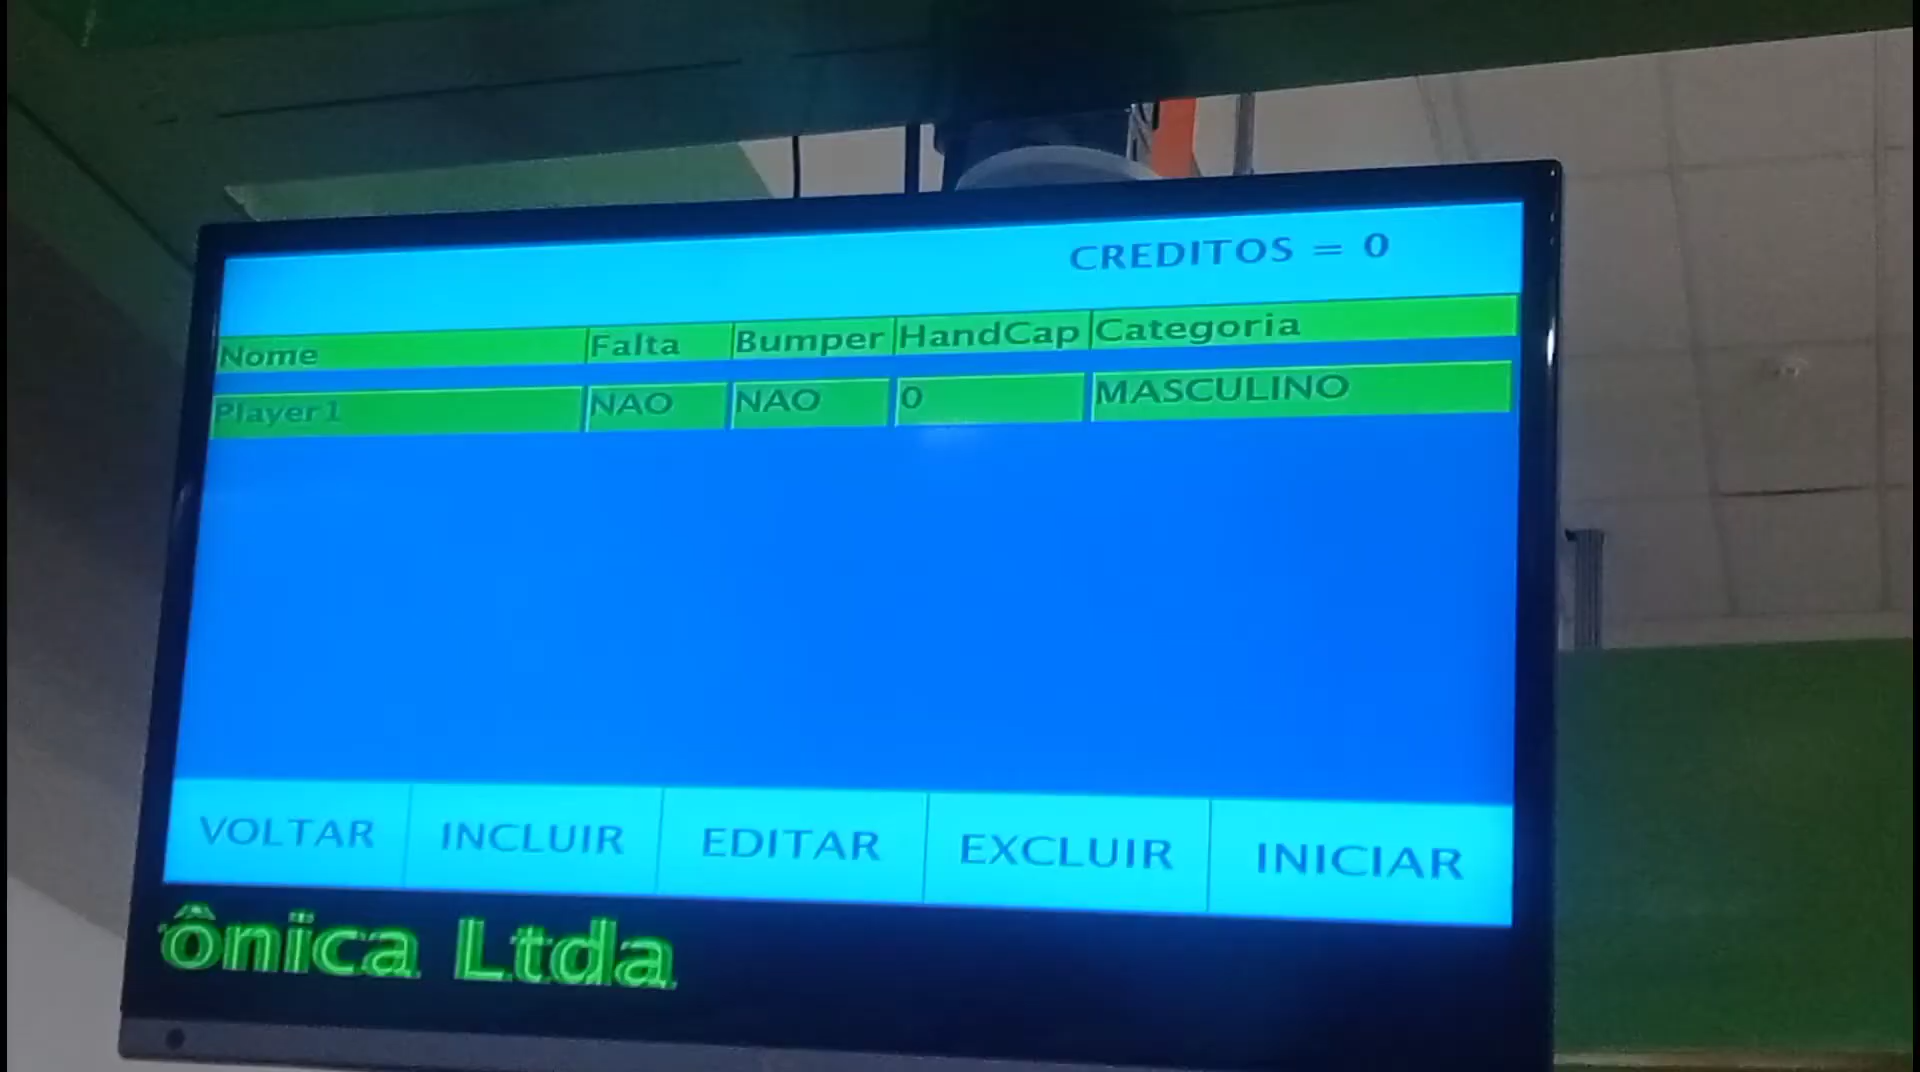 CREDITOS = 0
Nome Falta Bumper HandCap Categoria
Player1 NAO NAO 0 MASCULINO
VOLTAR INCLUIR EDITAR EXCLUIR INICIAR
ônica Ltda